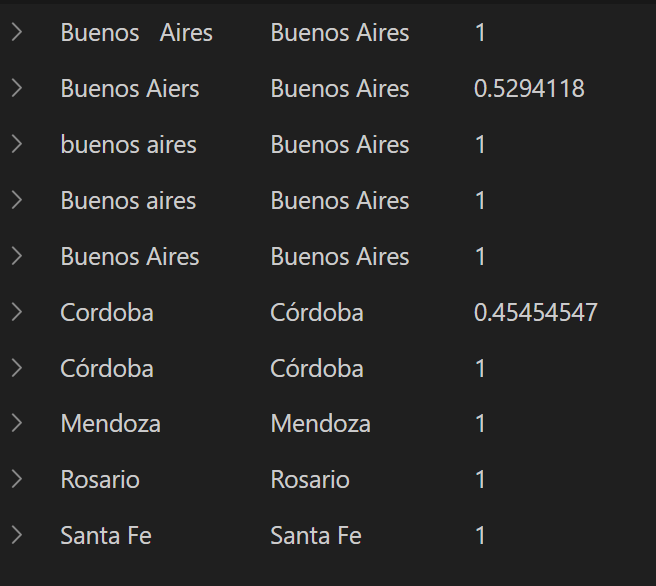 Buenos   Aires Buenos Aires 1
Buenos Aiers Buenos Aires 0.5294118
buenos aires Buenos Aires 1
Buenos aires Buenos Aires 1
Buenos Aires Buenos Aires 1
Cordoba Córdoba 0.45454547
Córdoba Córdoba 1
Mendoza Mendoza 1
Rosario Rosario 1
Santa Fe Santa Fe 1